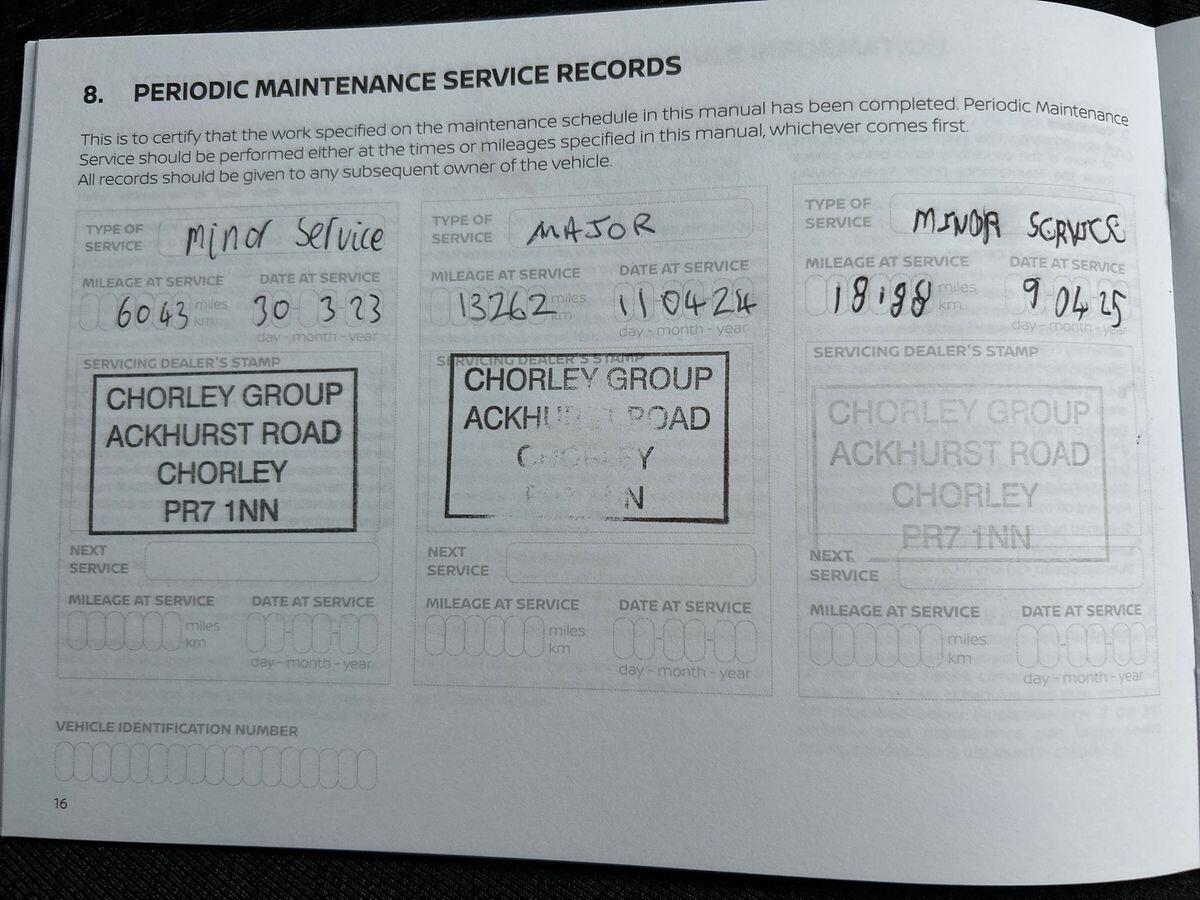 8. PERIODIC MAINTENANCE SERVICE RECORDS
This is to certify that the work specified on the maintenance schedule in this manual has been completed. Periodic Maintenance
Service should be performed either at the times or mileages specified in this manual, whichever comes first.
All records should be given to any subsequent owner of the vehicle.
TYPE OF
SERVICE
Minor Service
MILEAGE AT SERVICE
DATE AT SERVICE
6043 miles
km
30 3-23
day - month - year
SERVICING DEALER'S STAMP
CHORLEY GROUP
ACKHURST ROAD
CHORLEY
PR7 1NN
NEXT
SERVICE
MILEAGE AT SERVICE
DATE AT SERVICE
miles
km
day - month - year
TYPE OF
SERVICE
MAJOR
MILEAGE AT SERVICE
DATE AT SERVICE
13262 miles
km
11 04 24
day - month - year
SERVICING DEALER'S STAMP
CHORLEY GROUP
ACKHURST ROAD
CHORLEY
N
NEXT
SERVICE
MILEAGE AT SERVICE
DATE AT SERVICE
miles
km
day - month - year
TYPE OF
SERVICE
MINOR SERVICE
MILEAGE AT SERVICE
DATE AT SERVICE
miles
km
9 04 25
day - month - year
SERVICING DEALER'S STAMP
CHORLEY GROUP
ACKHURST ROAD
CHORLEY
PR7 1NN
NEXT
SERVICE
MILEAGE AT SERVICE
DATE AT SERVICE
miles
km
day - month - year
VEHICLE IDENTIFICATION NUMBER
16